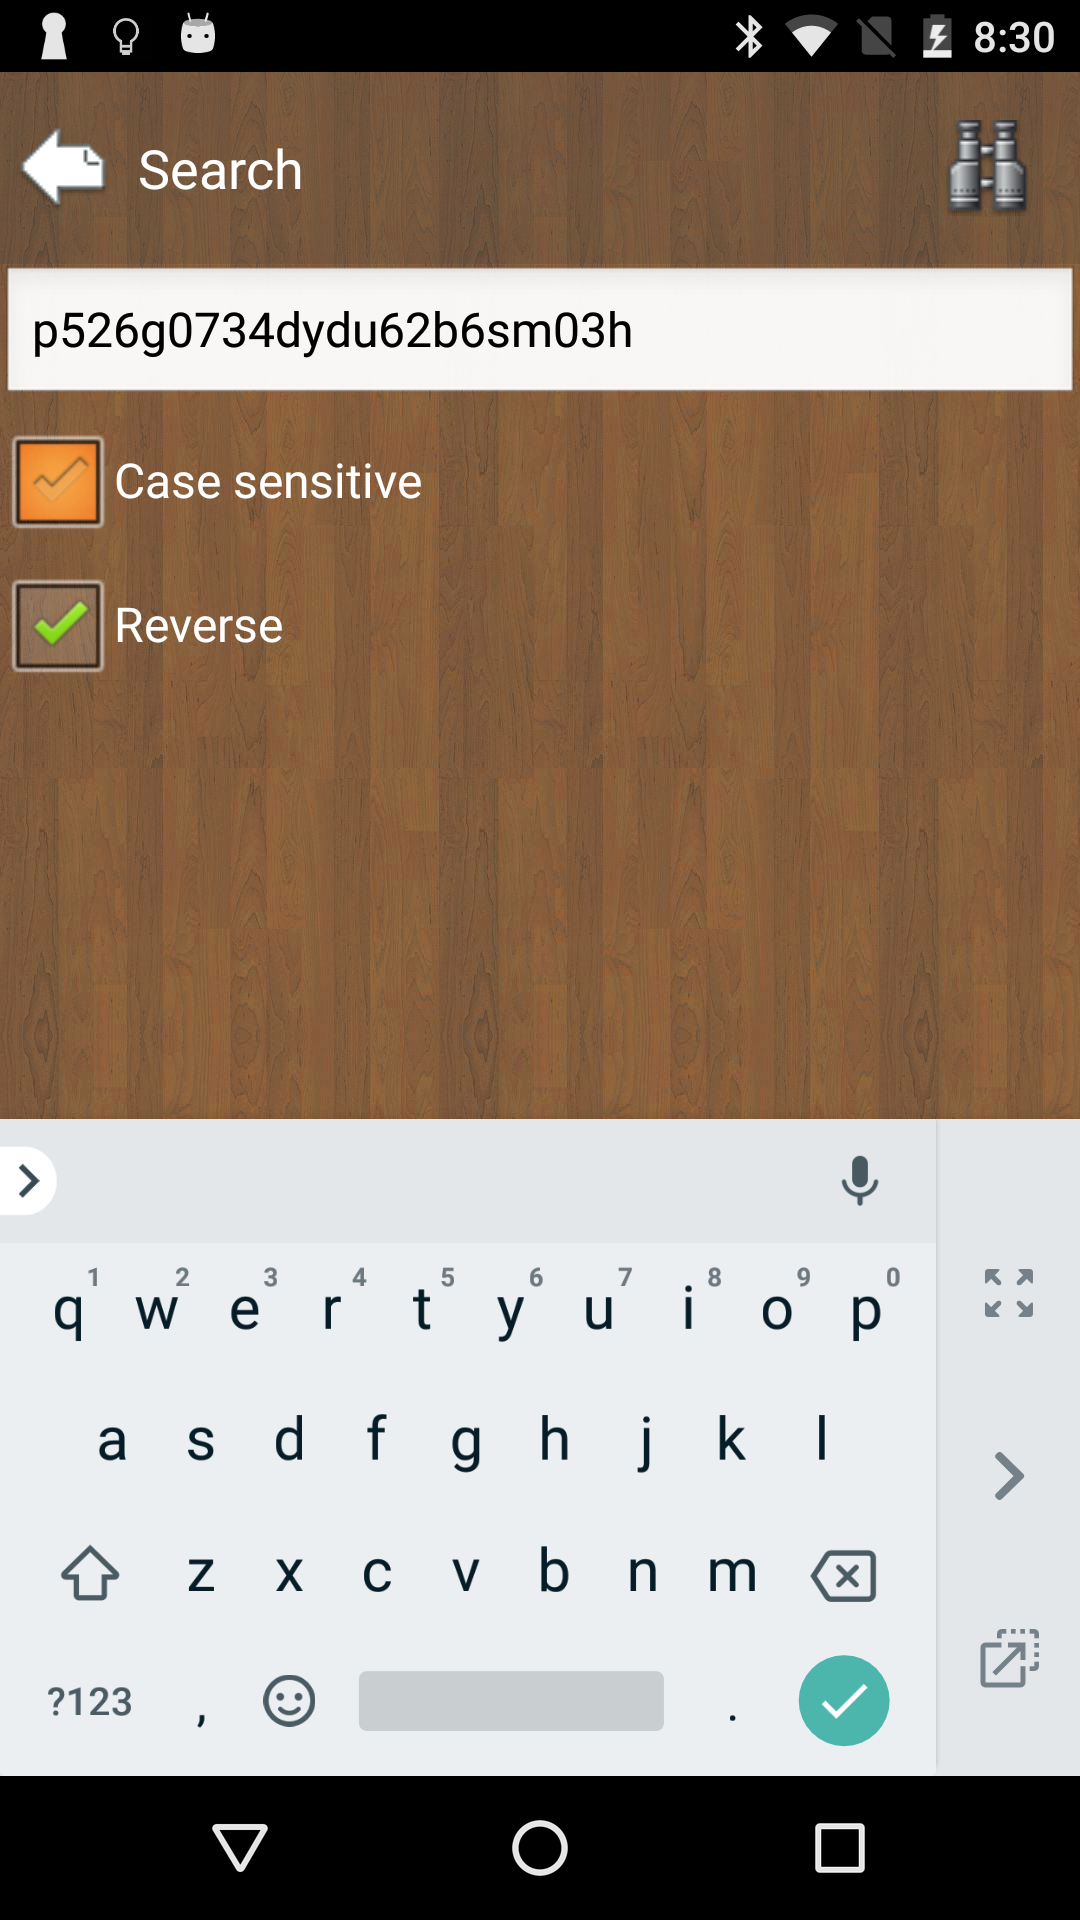 8:30
Search
p526g0734dydu62b6sm03h
Case sensitive
Reverse
1 2 3 4 5 6 7 8 9 0
q w e r t y u i o p
a s d f g h j k l
z x c v b n m
?123 , .